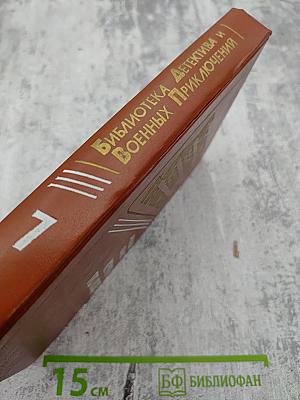 Библиотека Детектива и
Военных Приключений
7
15 см
БФ БИБЛИОФАН